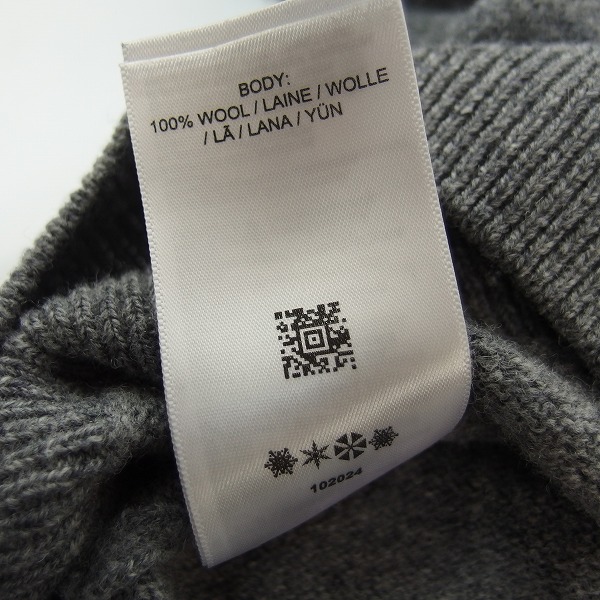 BODY:
100% WOOL / LAINE / WOLLE
/ LÃ / LANA / YÜN
102024